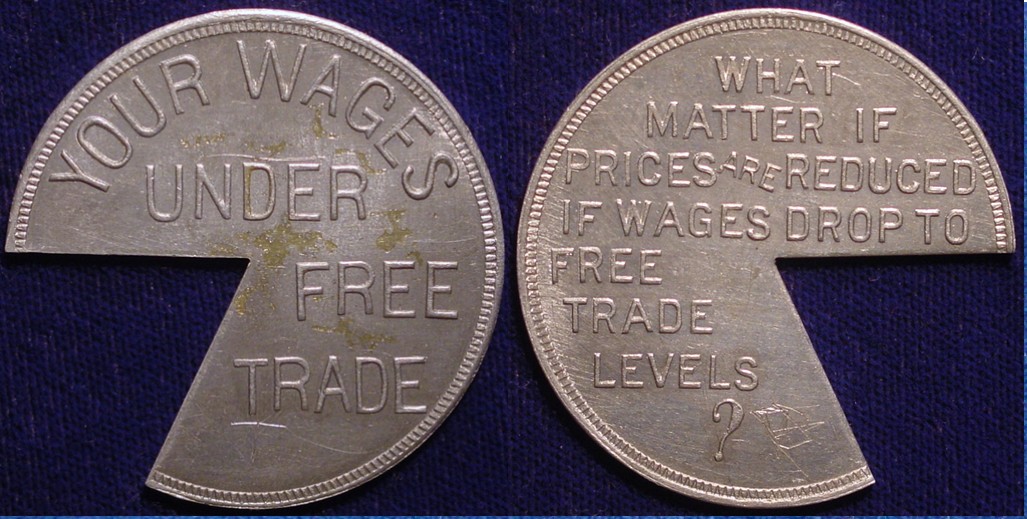 YOUR WAGES
UNDER
FREE
TRADE
WHAT
MATTER IF
PRICES ARE REDUCED
IF WAGES DROP TO
FREE
TRADE
LEVELS
?